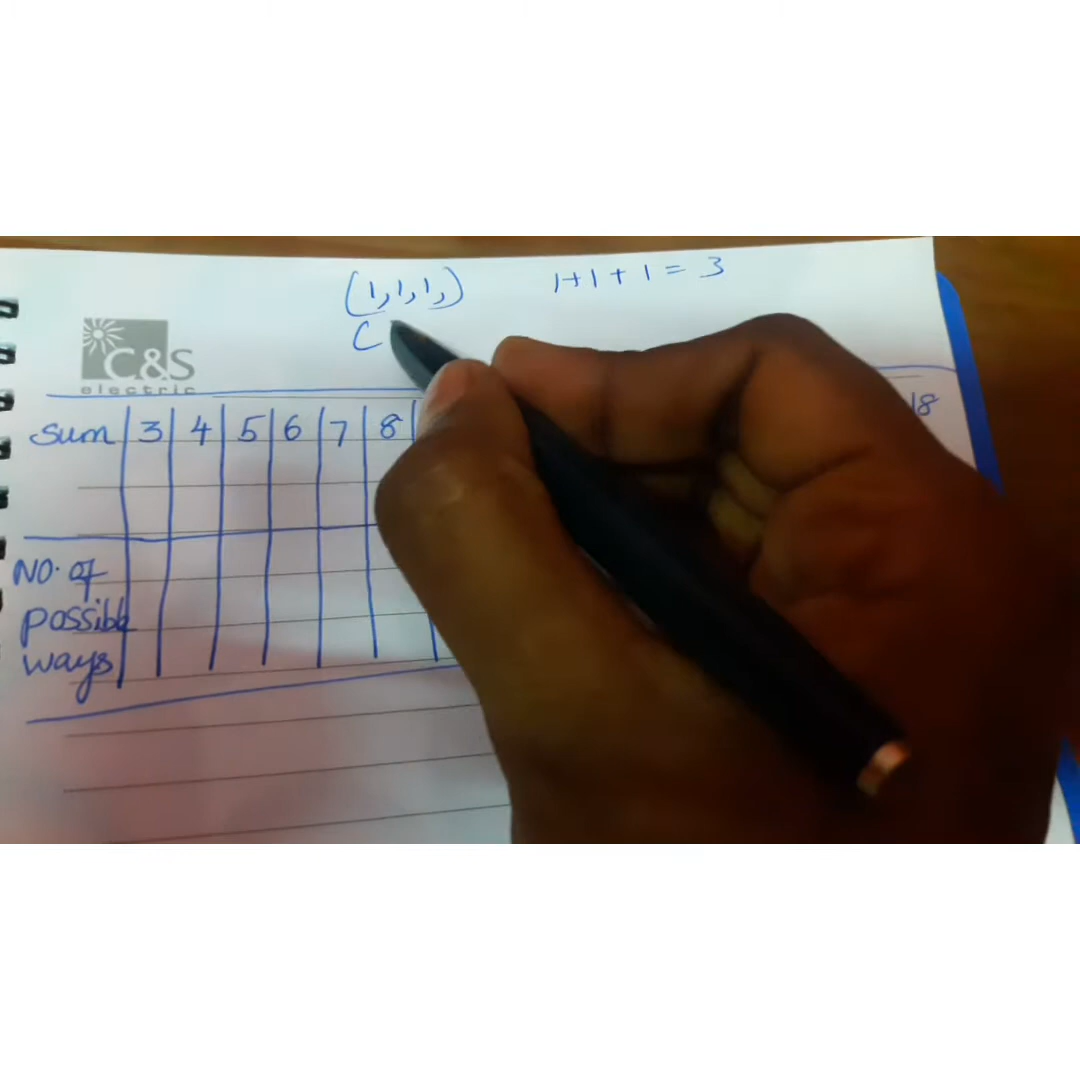 (1,1,1,) 1+1+1 = 3
(
C&S
electric
sum 3 4 5 6 7 8 18
NO. of
possible
ways